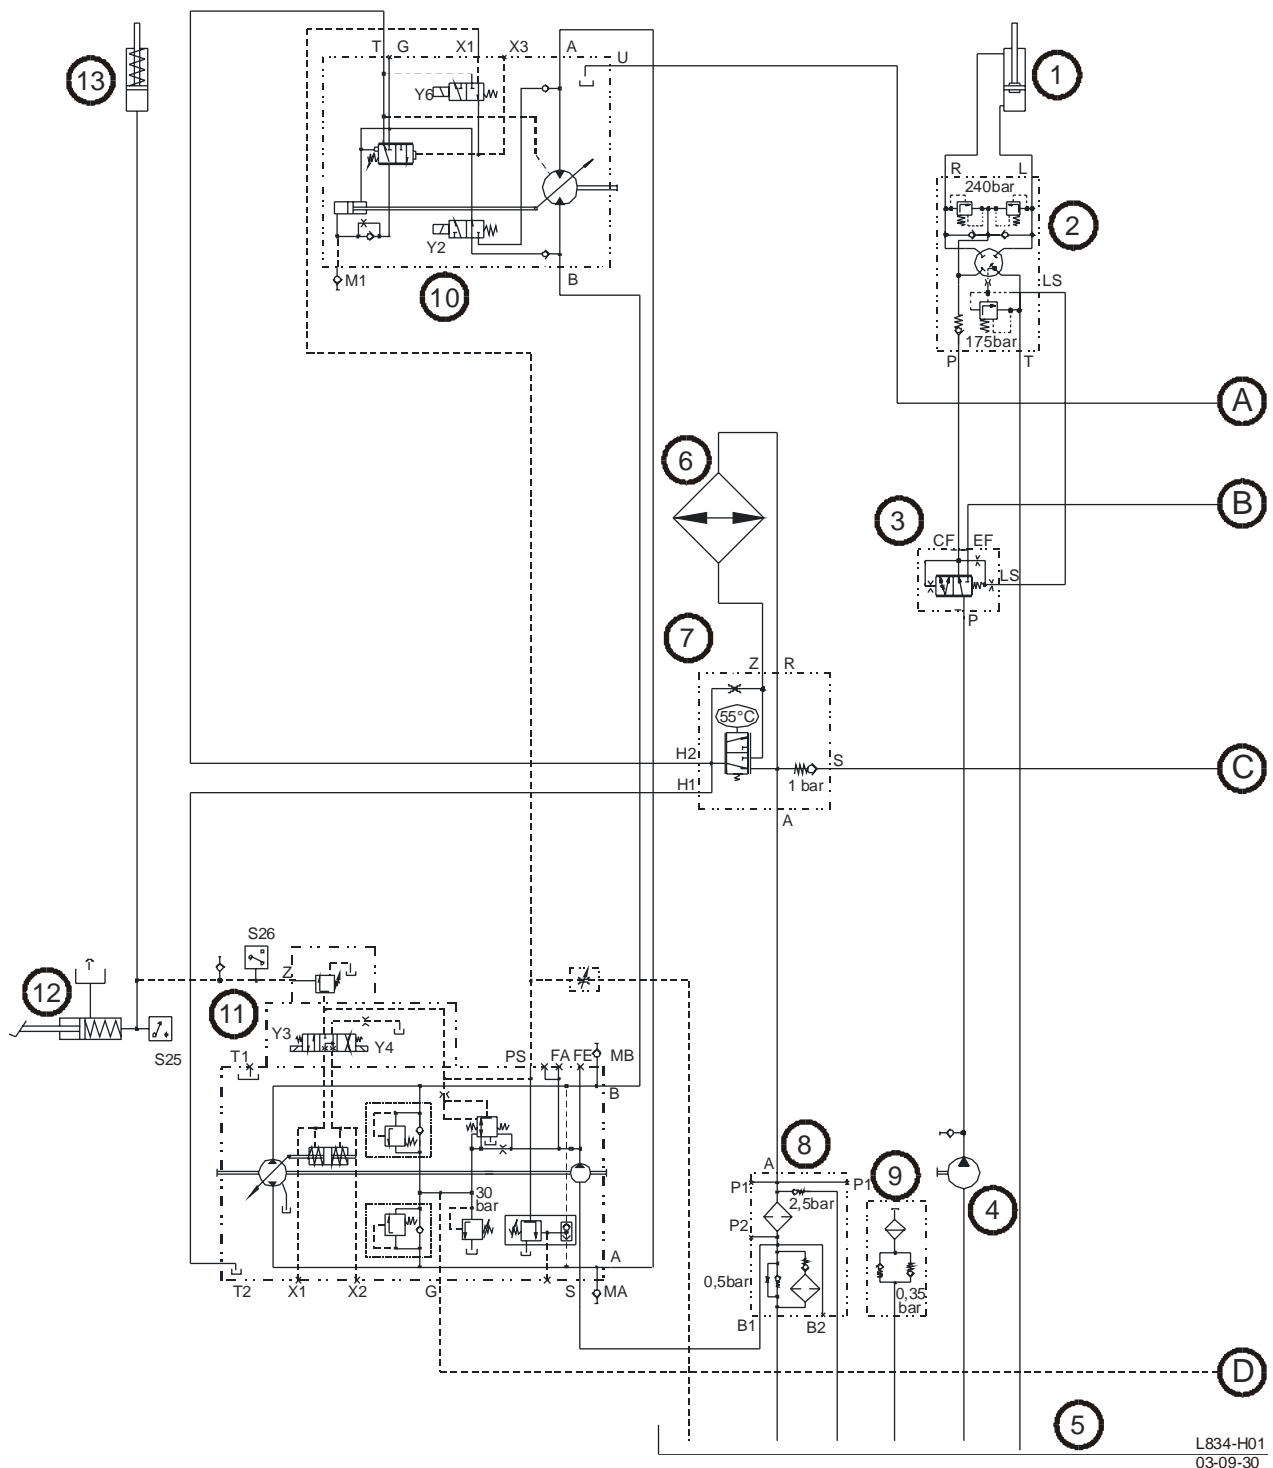 T G X1 X3 A U
13
1
Y6
R L
240bar
2
Y2
M1
10
B
LS
175bar
P T
A
6
B
3
CF EF
LS
P
7
Z R
55°C
H2
S
C
1 bar
H1
A
S26
Z
12
11
Y3
Y4
S25
T1
PS FA FE MB
B
8
A
9
P1 P1
2,5bar
4
30
bar
P2
A
0,5bar
0,35
bar
T2 X1 X2 G S MA
B1 B2
D
5
L834-H01
03-09-30